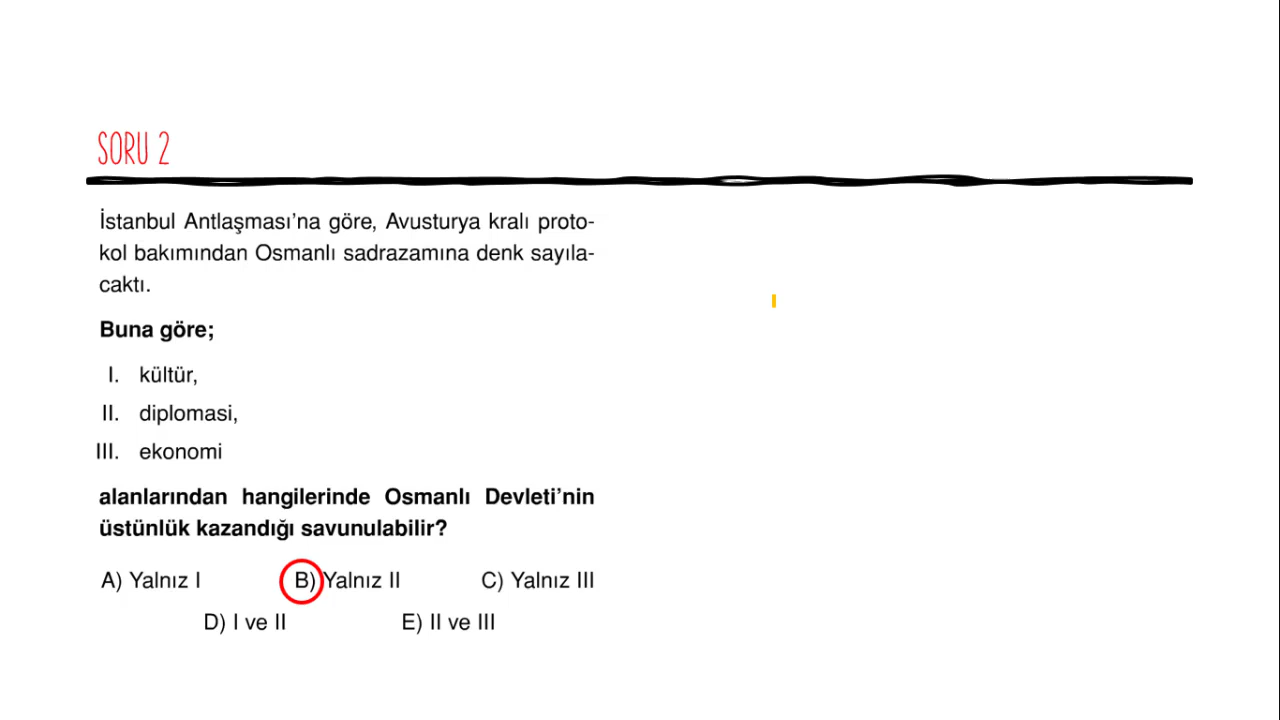 SORU 2
İstanbul Antlaşması'na göre, Avusturya kralı proto-
kol bakımından Osmanlı sadrazamına denk sayıla-
caktı.
Buna göre;
I. kültür,
II. diplomasi,
III. ekonomi
alanlarından hangilerinde Osmanlı Devleti'nin
üstünlük kazandığı savunulabilir?
A) Yalnız I B) Yalnız II C) Yalnız III
D) I ve II E) II ve III